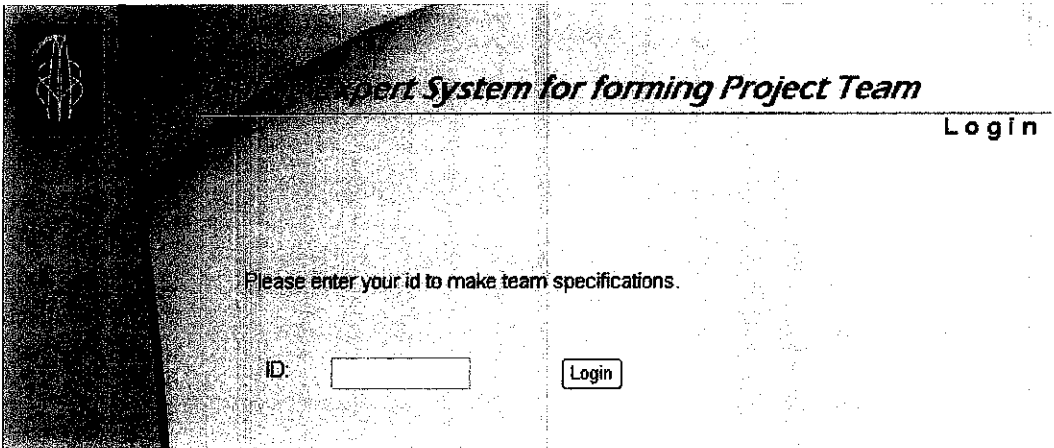 Expert System for forming Project Team
Login
Please enter your id to make team specifications.
ID:
Login